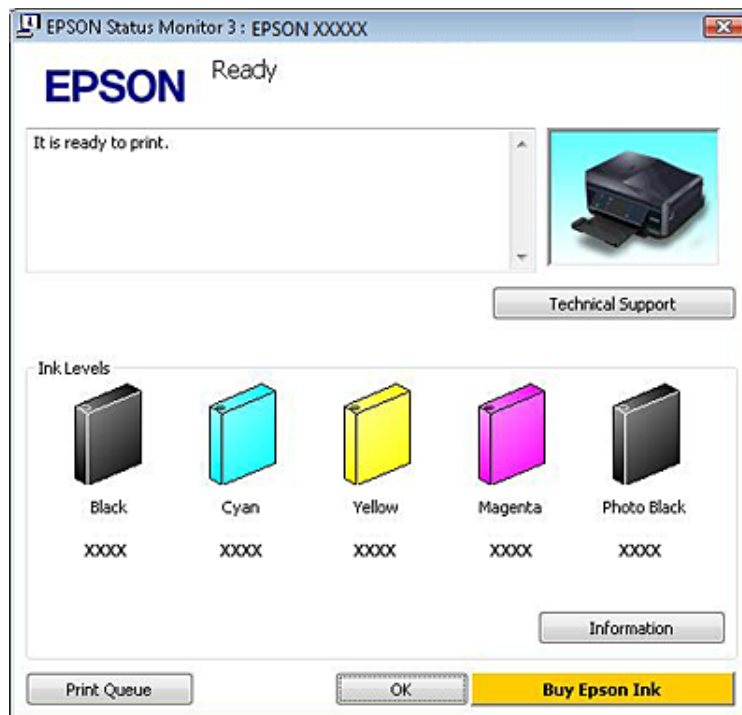 EPSON Status Monitor 3 : EPSON XXXXX
EPSON
Ready
It is ready to print.
Technical Support
Ink Levels
Black
Cyan
Yellow
Magenta
Photo Black
XXXX
XXXX
XXXX
XXXX
XXXX
Information
Print Queue
OK
Buy Epson Ink